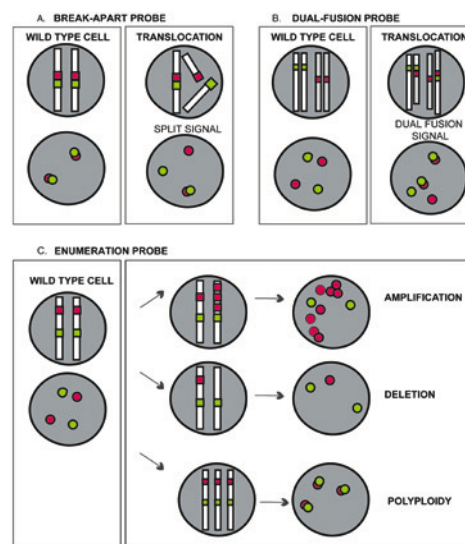 A. BREAK-APART PROBE
WILD TYPE CELL
TRANSLOCATION
SPLIT SIGNAL
B. DUAL-FUSION PROBE
WILD TYPE CELL
TRANSLOCATION
DUAL FUSION
SIGNAL
C. ENUMERATION PROBE
WILD TYPE CELL
AMPLIFICATION
DELETION
POLYPLOIDY